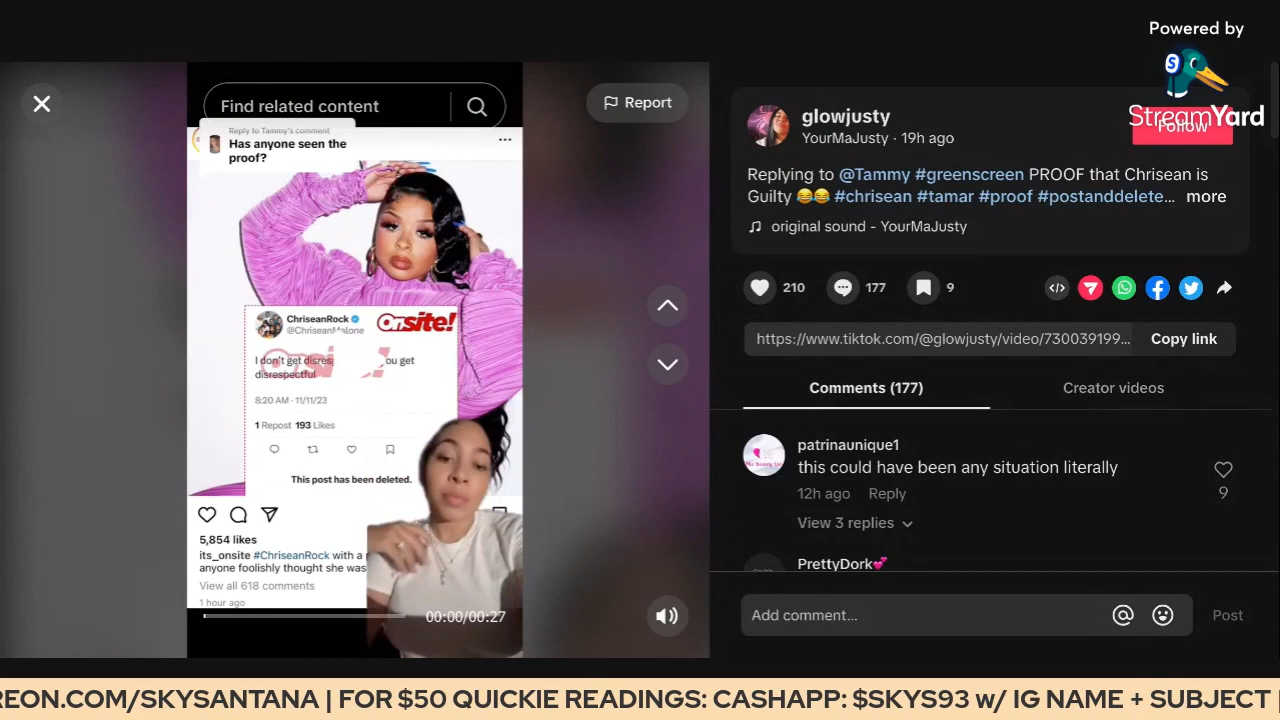 Powered by
StreamYard
Find related content
Report
Reply to Tammy's comment
Has anyone seen the
proof?
ChriseanRock
@ChriseanMalone
Onsite!
I don't get disres ou get
disrespectful
8:20 AM · 11/11/23
1 Repost 193 Likes
This post has been deleted.
5,854 likes
its_onsite #ChriseanRock with a
anyone foolishly thought she was
View all 618 comments
1 hour ago
00:00/00:27
glowjusty
YourMaJusty · 19h ago
Follow
Replying to @Tammy #greenscreen PROOF that Chrisean is
Guilty 😂😂 #chrisean #tamar #proof #postanddelete... more
original sound - YourMaJusty
210 177 9
https://www.tiktok.com/@glowjusty/video/730039199... Copy link
Comments (177) Creator videos
patrinaunique1
this could have been any situation literally
12h ago Reply
9
View 3 replies
PrettyDork💕
Add comment... Post
REON.COM/SKYSANTANA | FOR $50 QUICKIE READINGS: CASHAPP: $SKYS93 w/ IG NAME + SUBJECT |